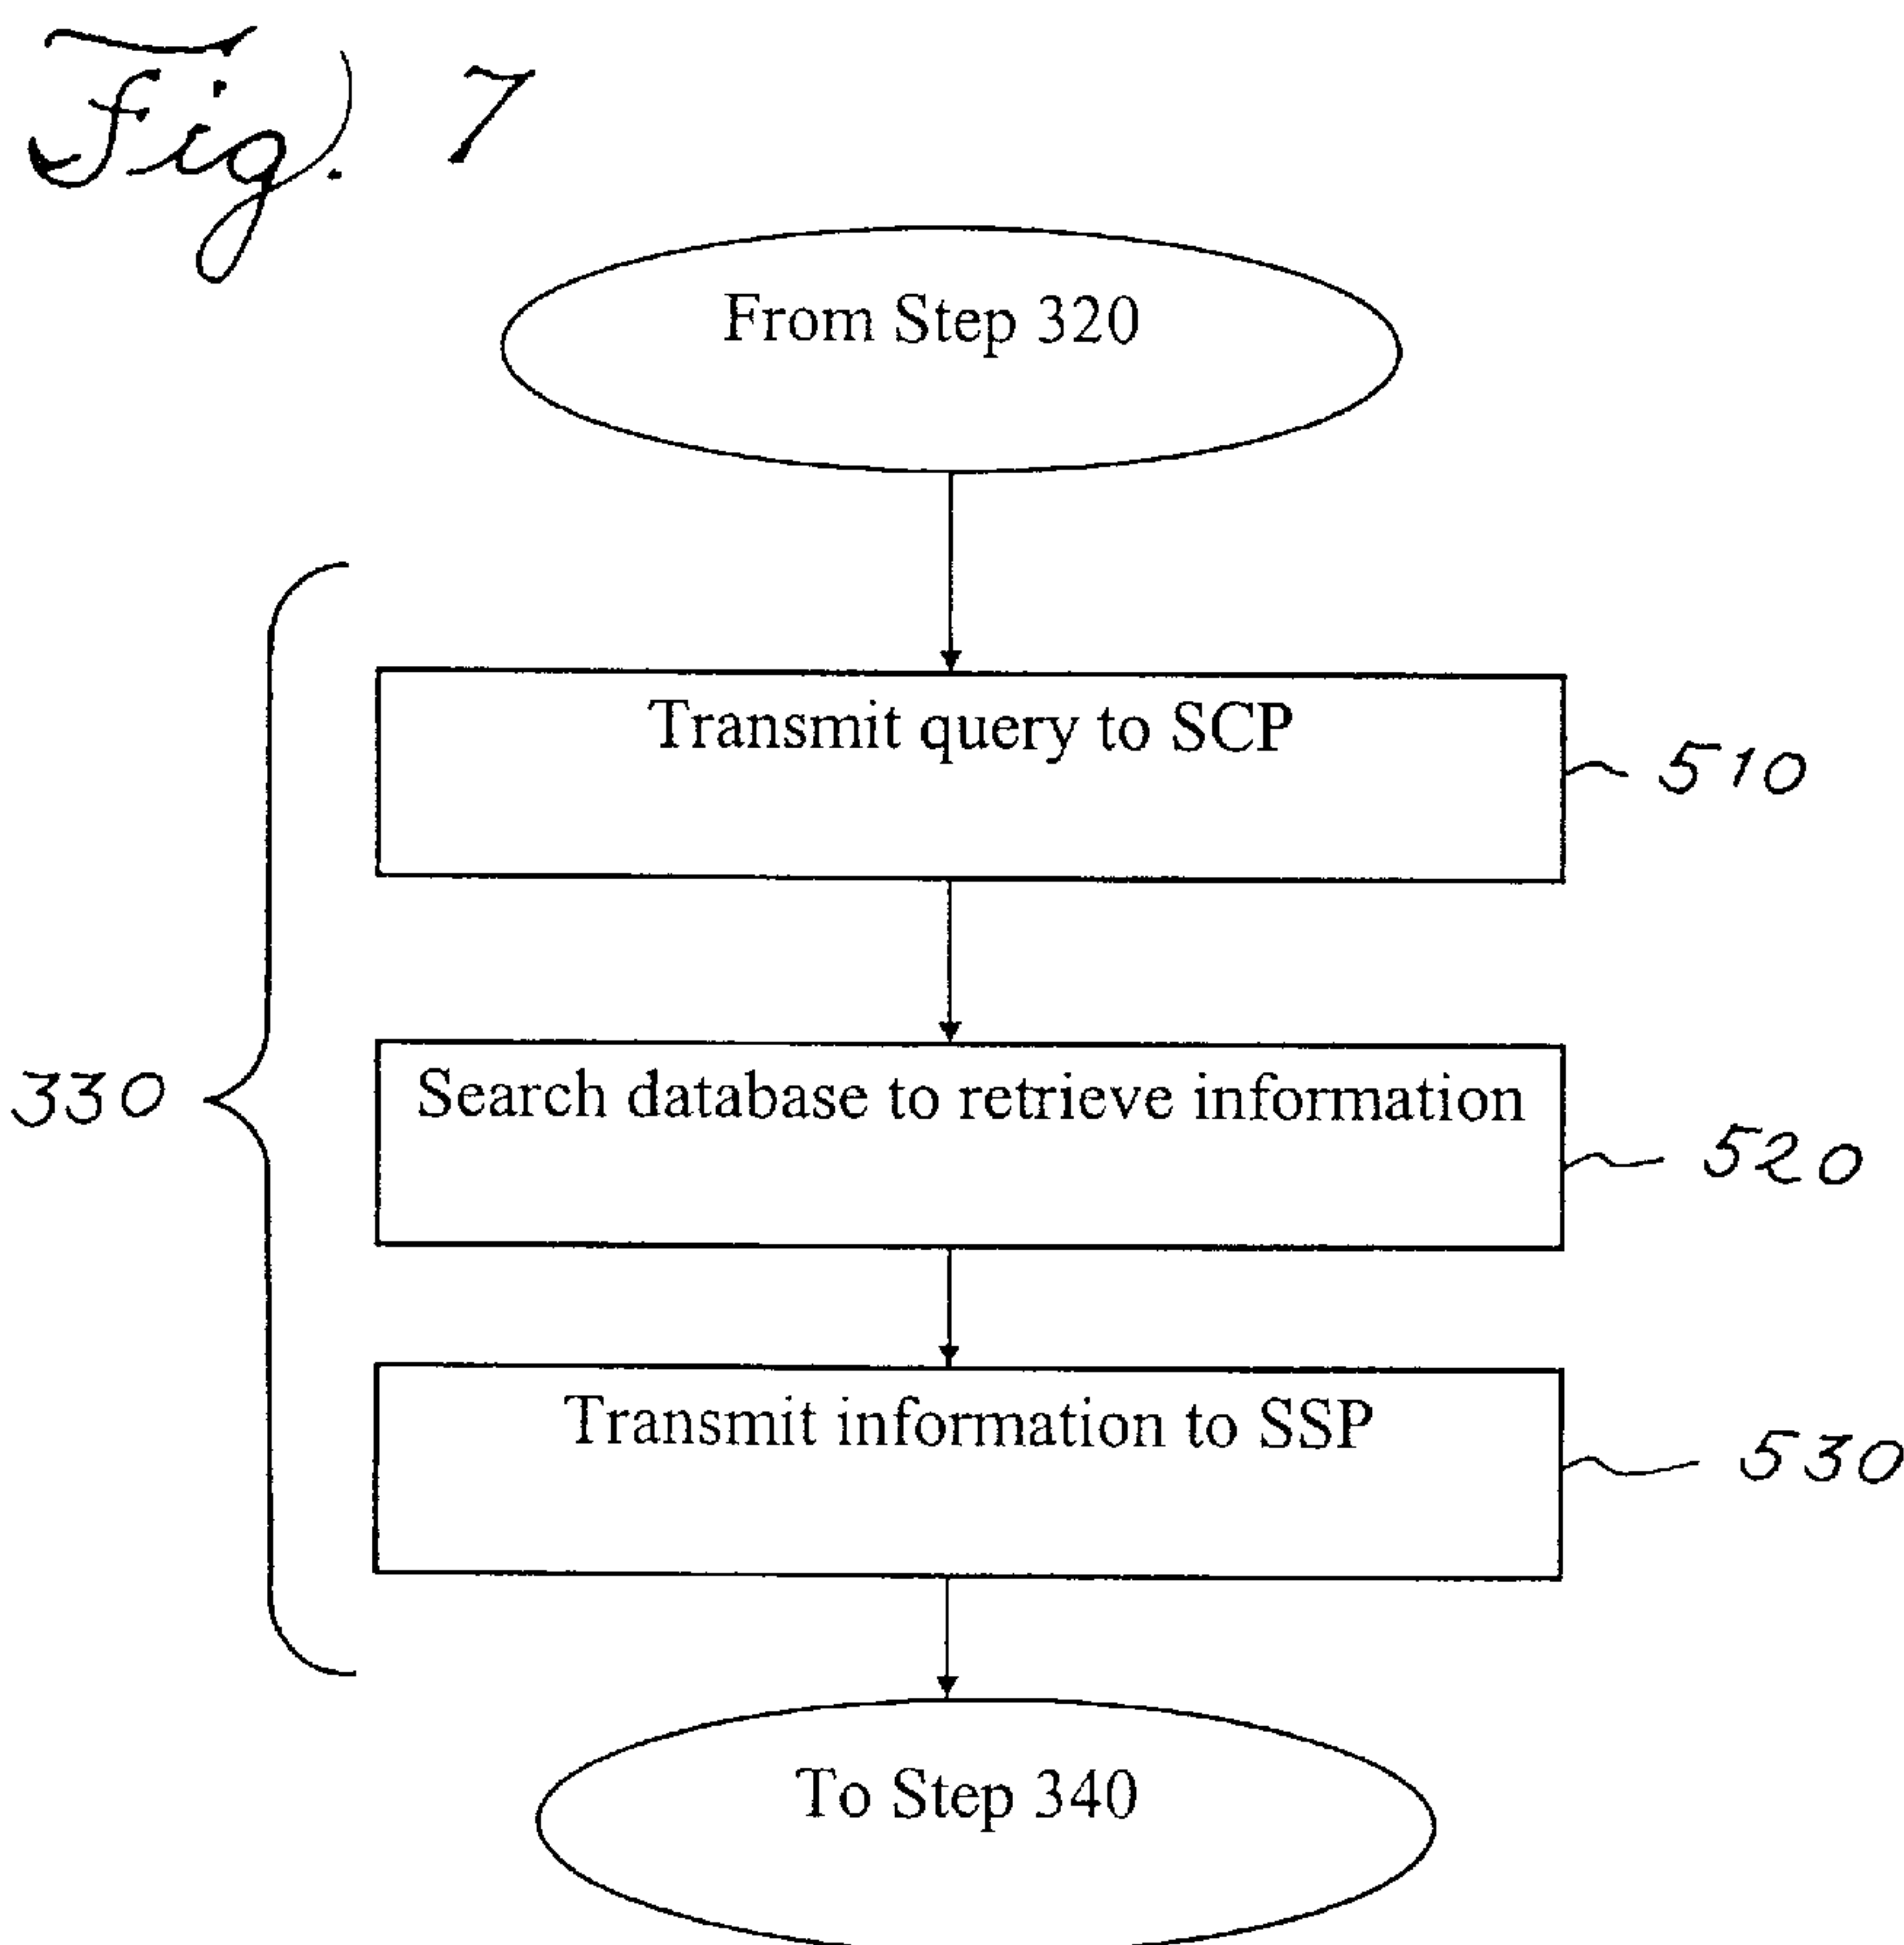 Fig. 7
From Step 320
Transmit query to SCP
510
Search database to retrieve information
330
520
Transmit information to SSP
530
To Step 340